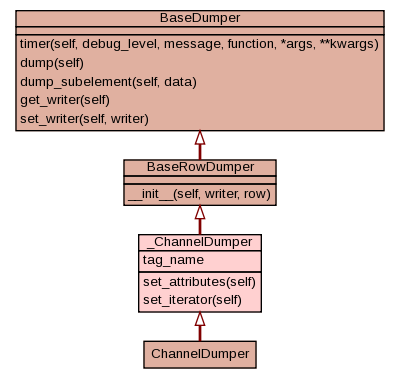 BaseDumper
timer(self, debug_level, message, function, *args, **kwargs)
dump(self)
dump_subelement(self, data)
get_writer(self)
set_writer(self, writer)
BaseRowDumper
__init__(self, writer, row)
_ChannelDumper
tag_name
set_attributes(self)
set_iterator(self)
ChannelDumper